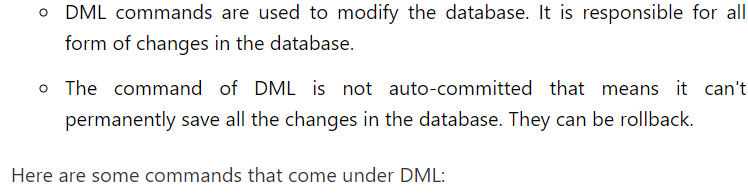 DML commands are used to modify the database. It is responsible for all
form of changes in the database.
The command of DML is not auto-committed that means it can't
permanently save all the changes in the database. They can be rollback.
Here are some commands that come under DML: